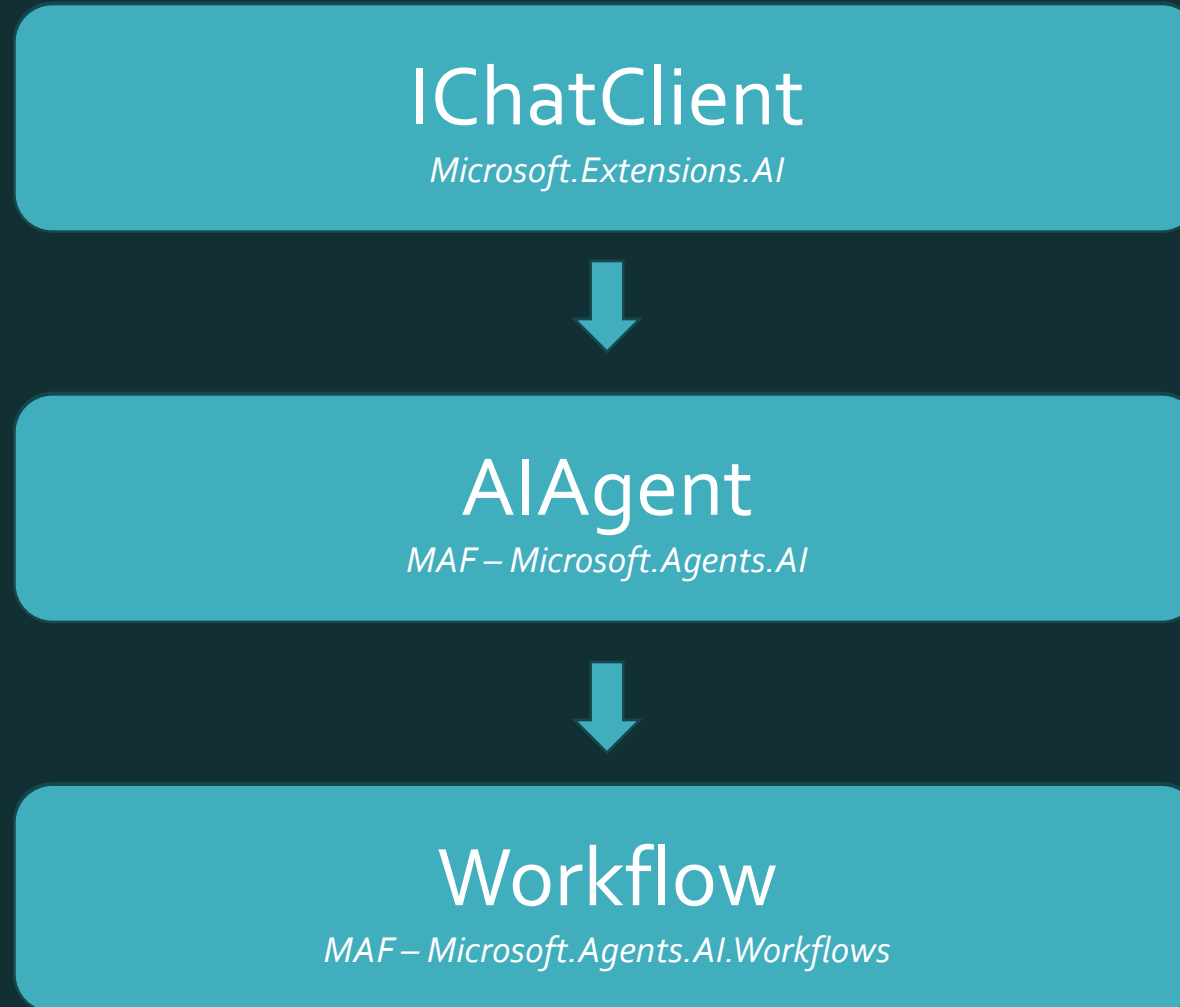 IChatClient
Microsoft.Extensions.AI
AIAgent
MAF – Microsoft.Agents.AI
Workflow
MAF – Microsoft.Agents.AI.Workflows